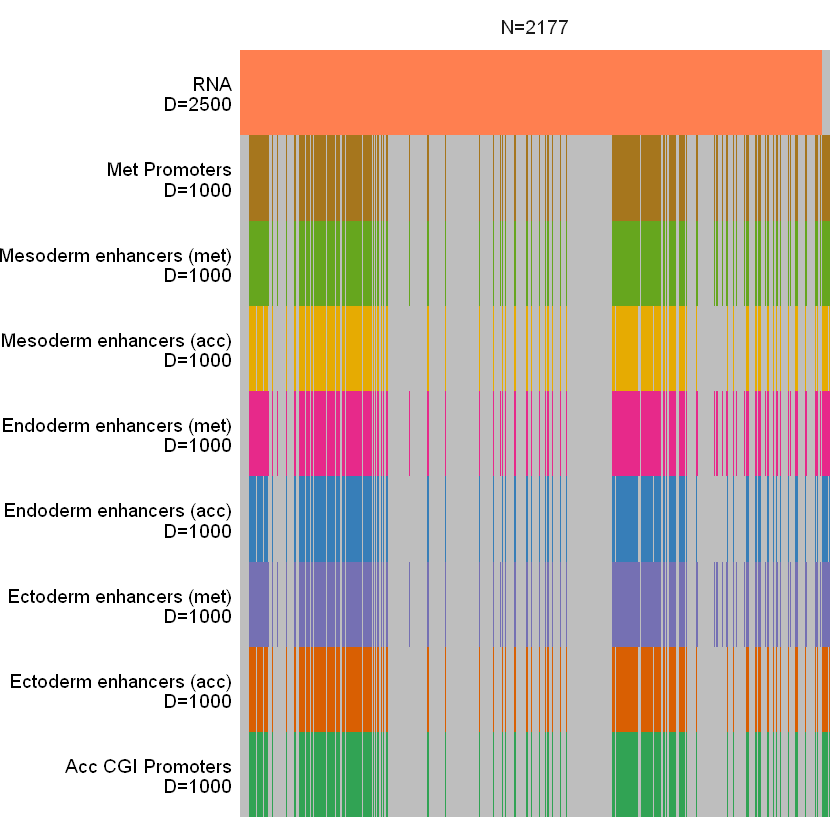 N=2177
RNA
D=2500
Met Promoters
D=1000
Mesoderm enhancers (met)
D=1000
Mesoderm enhancers (acc)
D=1000
Endoderm enhancers (met)
D=1000
Endoderm enhancers (acc)
D=1000
Ectoderm enhancers (met)
D=1000
Ectoderm enhancers (acc)
D=1000
Acc CGI Promoters
D=1000